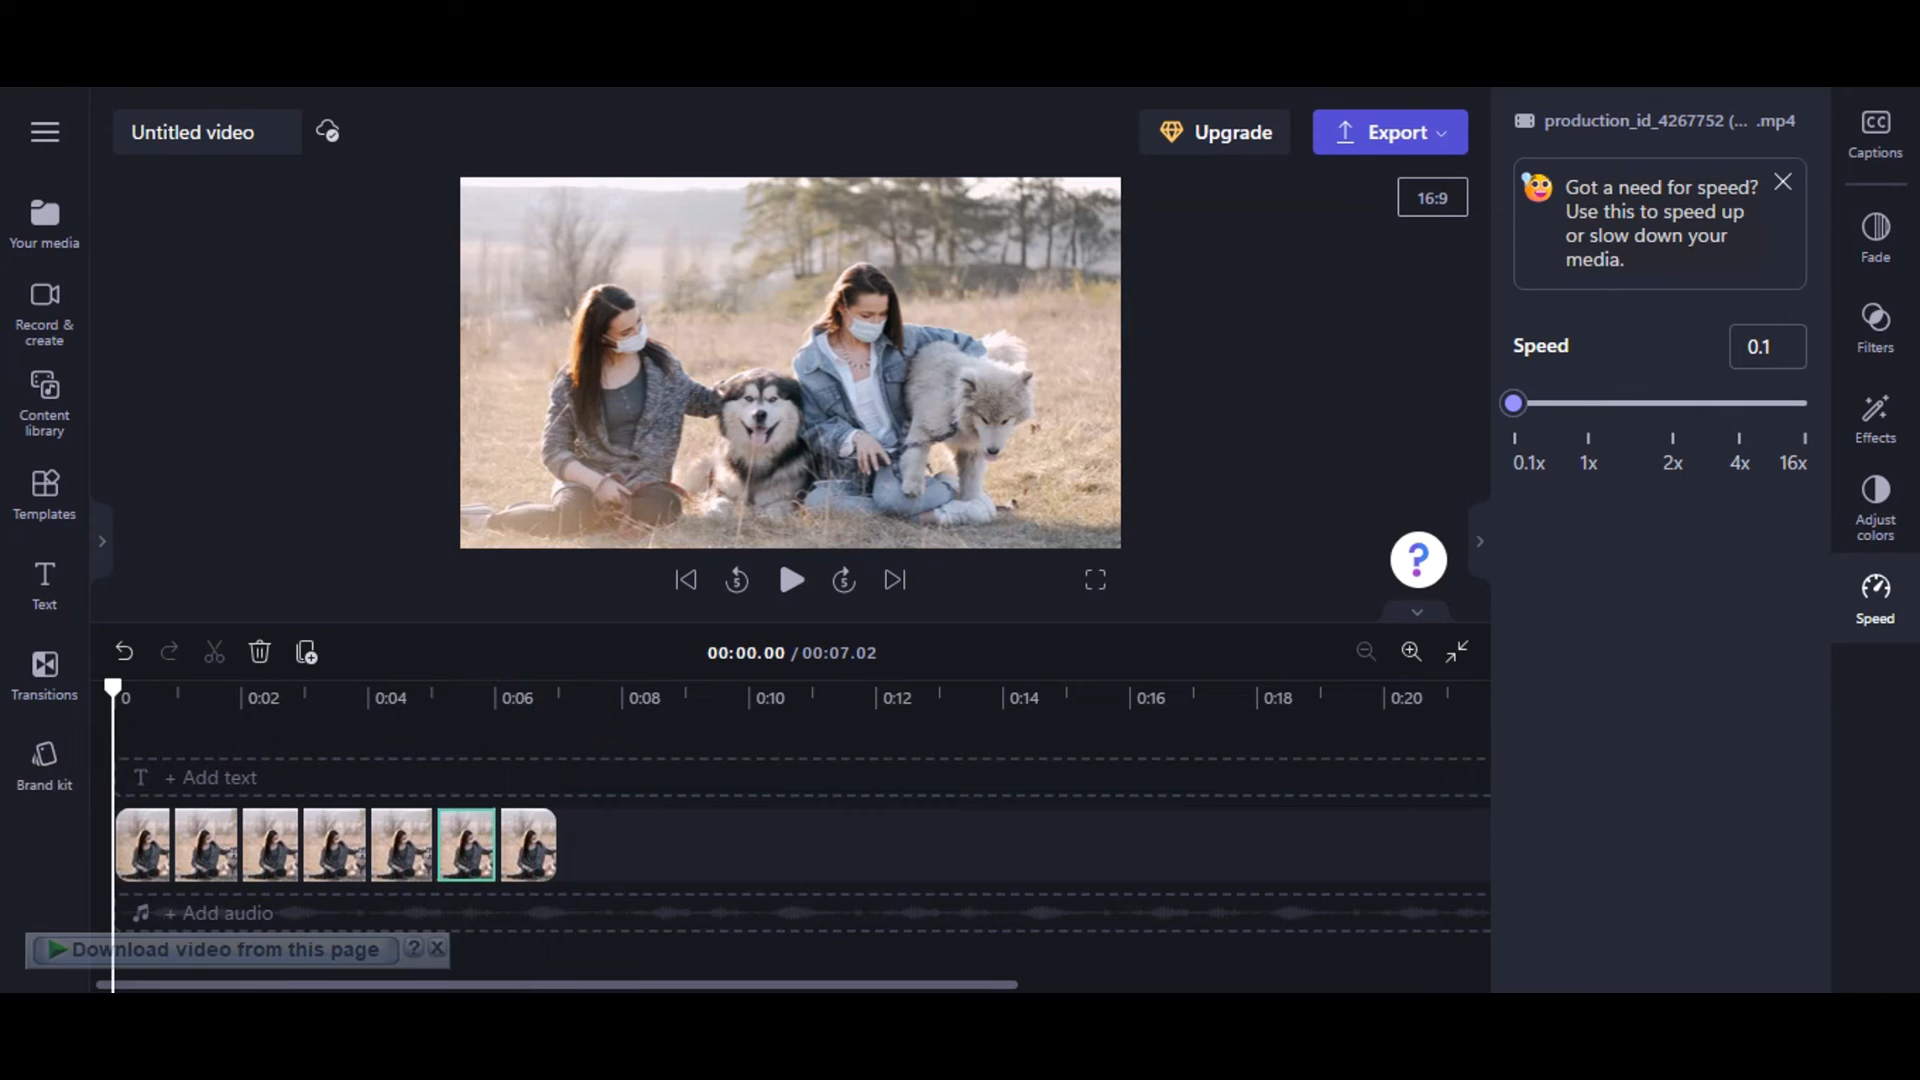 Untitled video
Upgrade
Export
production_id_4267752 (... .mp4
CC
Captions
16:9
Got a need for speed?
Use this to speed up
or slow down your
media.
Your media
Fade
Record &
create
Speed
0.1
Filters
Content
library
Effects
0.1x 1x 2x 4x 16x
Templates
Adjust
colors
5
5
?
T
Text
Speed
00:00.00 / 00:07.02
Transitions
0 0:02 0:04 0:06 0:08 0:10 0:12 0:14 0:16 0:18 0:20
Brand kit
T + Add text
+ Add audio
Download video from this page ? X